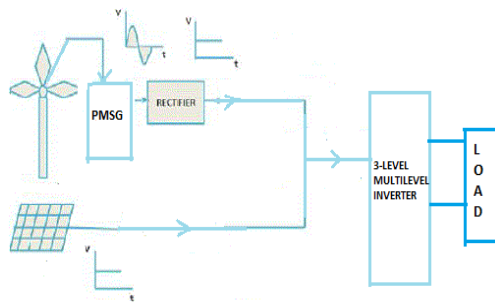 V
t
V
t
PMSG
RECTIFIER
3-LEVEL
MULTILEVEL
INVERTER
L
O
A
D
V
t